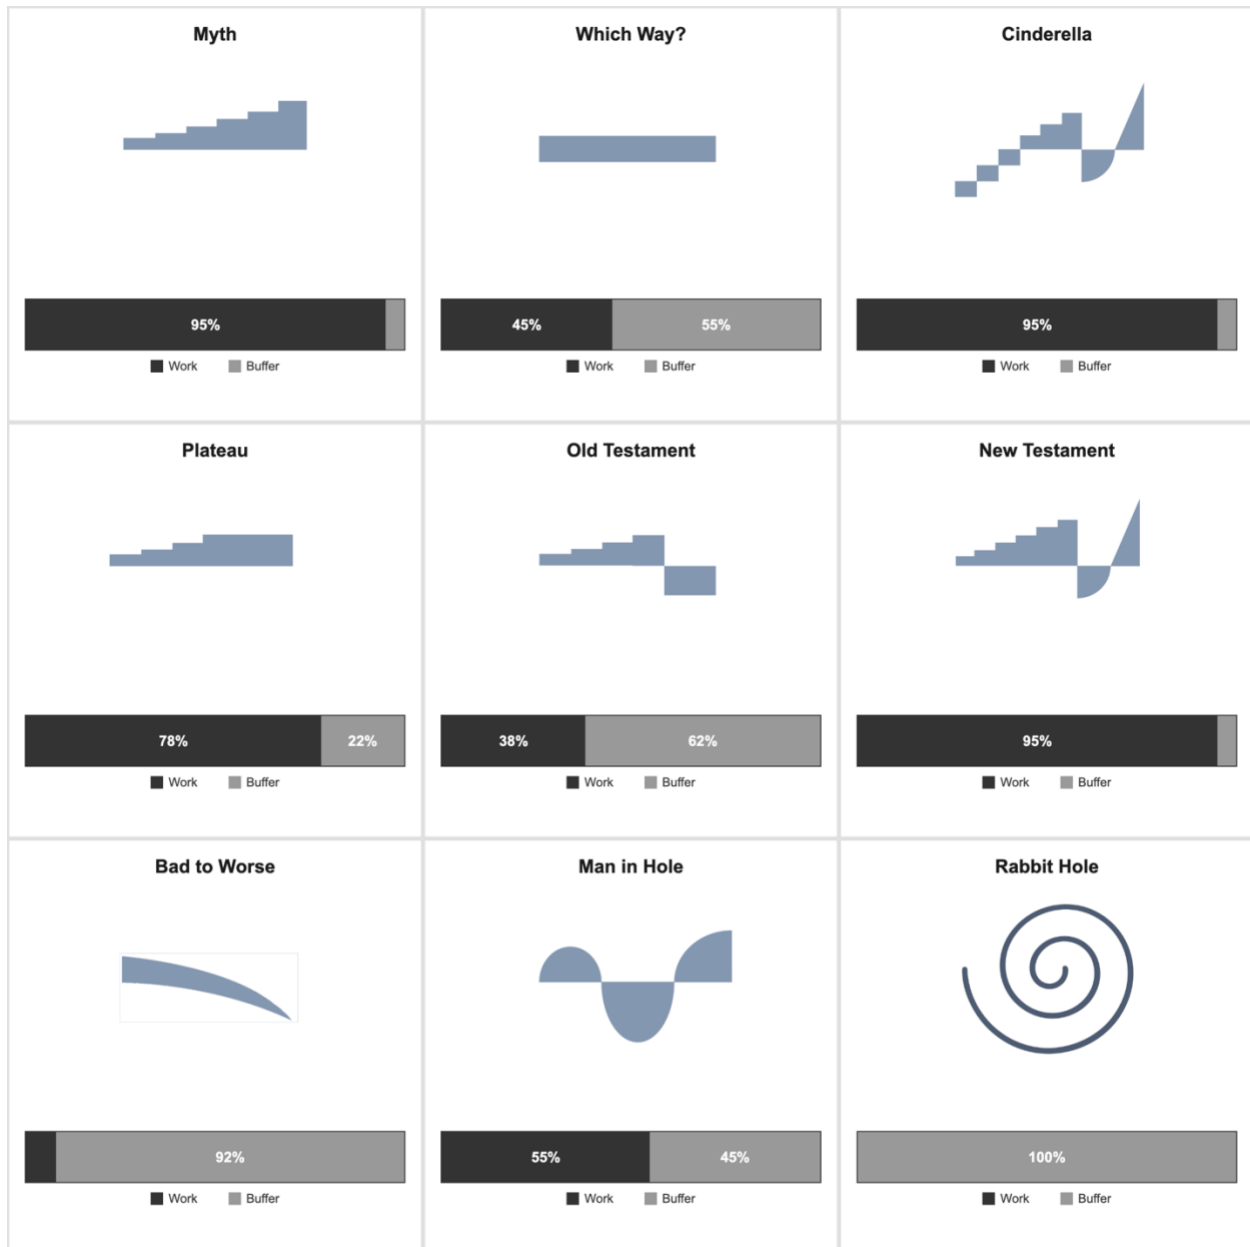 Myth
Which Way?
Cinderella
95%
45% 55%
95%
Work Buffer
Work Buffer
Work Buffer
Plateau
Old Testament
New Testament
78% 22%
38% 62%
95%
Work Buffer
Work Buffer
Work Buffer
Bad to Worse
Man in Hole
Rabbit Hole
92%
55% 45%
100%
Work Buffer
Work Buffer
Work Buffer